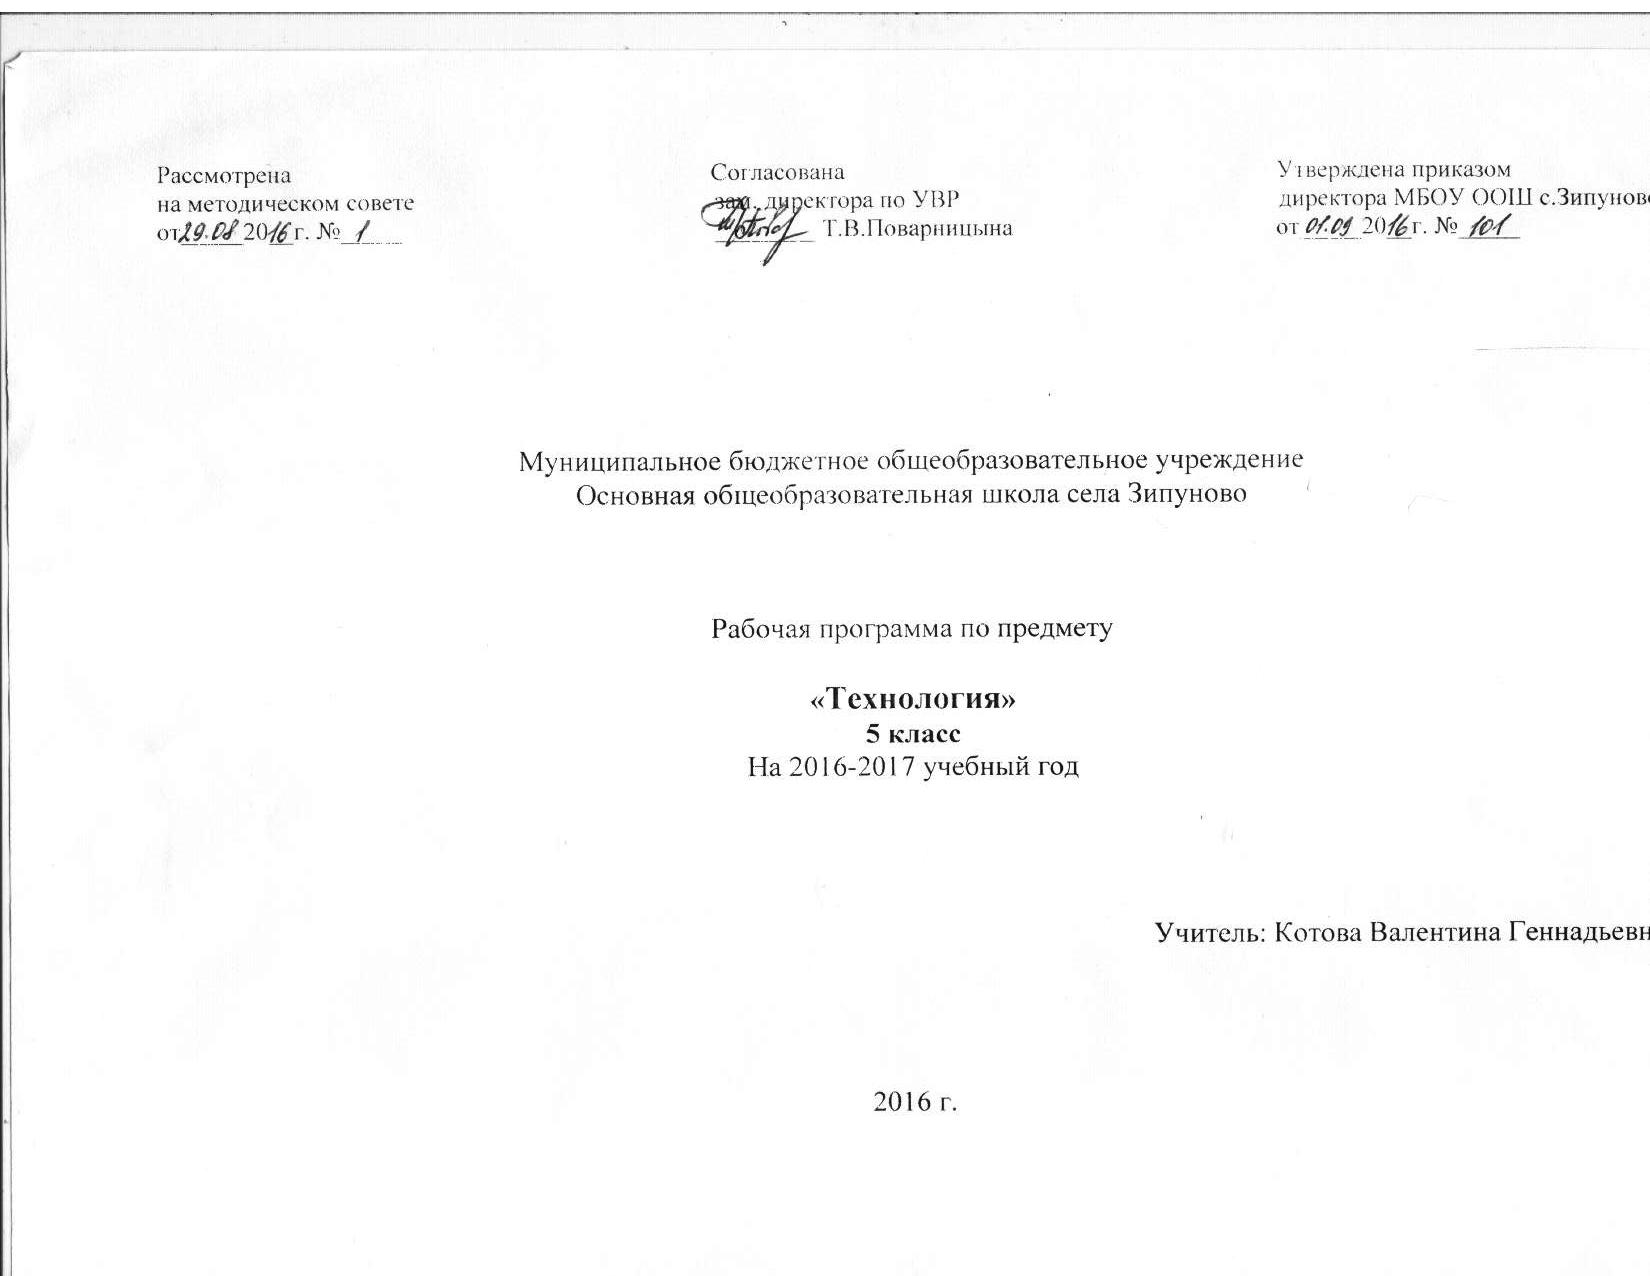 Рассмотрена
на методическом совете
от 29.08 2016 г. № 1
Согласована
зам. директора по УВР
Т.В.Поварницына
Утверждена приказом
директора МБОУ ООШ с.Зипуново
от 01.09 2016 г. № 101
Муниципальное бюджетное общеобразовательное учреждение
Основная общеобразовательная школа села Зипуново
Рабочая программа по предмету
«Технология»
5 класс
На 2016-2017 учебный год
Учитель: Котова Валентина Геннадьевн
2016 г.